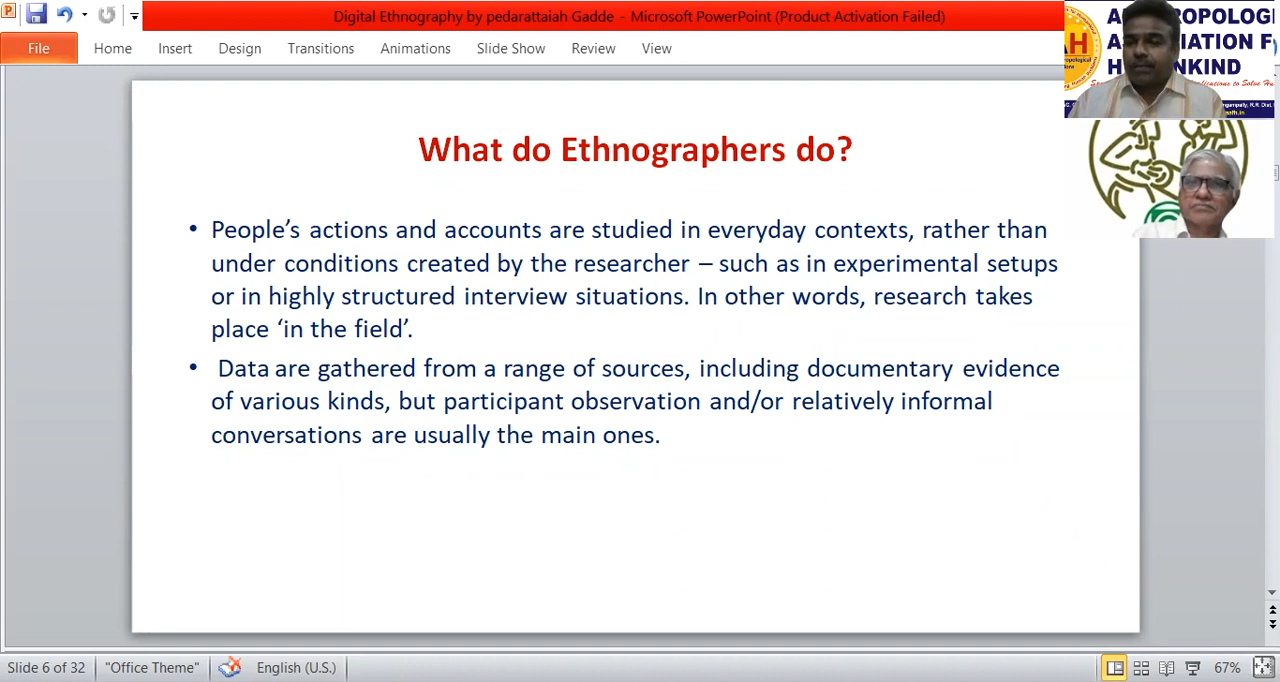 Digital Ethnography by pedarattaiah Gadde - Microsoft PowerPoint (Product Activation Failed)
File Home Insert Design Transitions Animations Slide Show Review View
What do Ethnographers do?
• People's actions and accounts are studied in everyday contexts, rather than
under conditions created by the researcher – such as in experimental setups
or in highly structured interview situations. In other words, research takes
place 'in the field'.
• Data are gathered from a range of sources, including documentary evidence
of various kinds, but participant observation and/or relatively informal
conversations are usually the main ones.
Slide 6 of 32 "Office Theme" English (U.S.) 67%